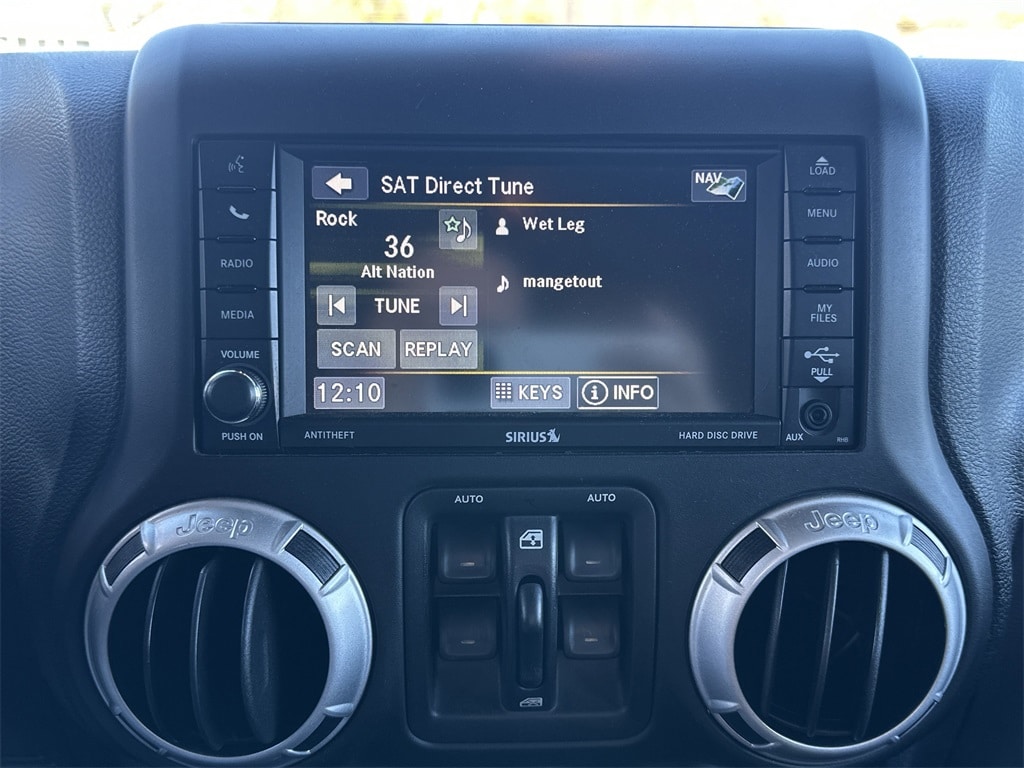 SAT Direct Tune
NAV
Rock
36
Alt Nation
TUNE
SCAN REPLAY
12:10
Wet Leg
mangetout
KEYS
INFO
RADIO
MEDIA
VOLUME
PUSH ON
LOAD
MENU
AUDIO
MY
FILES
PULL
AUX
RHB
ANTITHEFT
SIRIUS
HARD DISC DRIVE
AUTO
AUTO
Jeep
Jeep